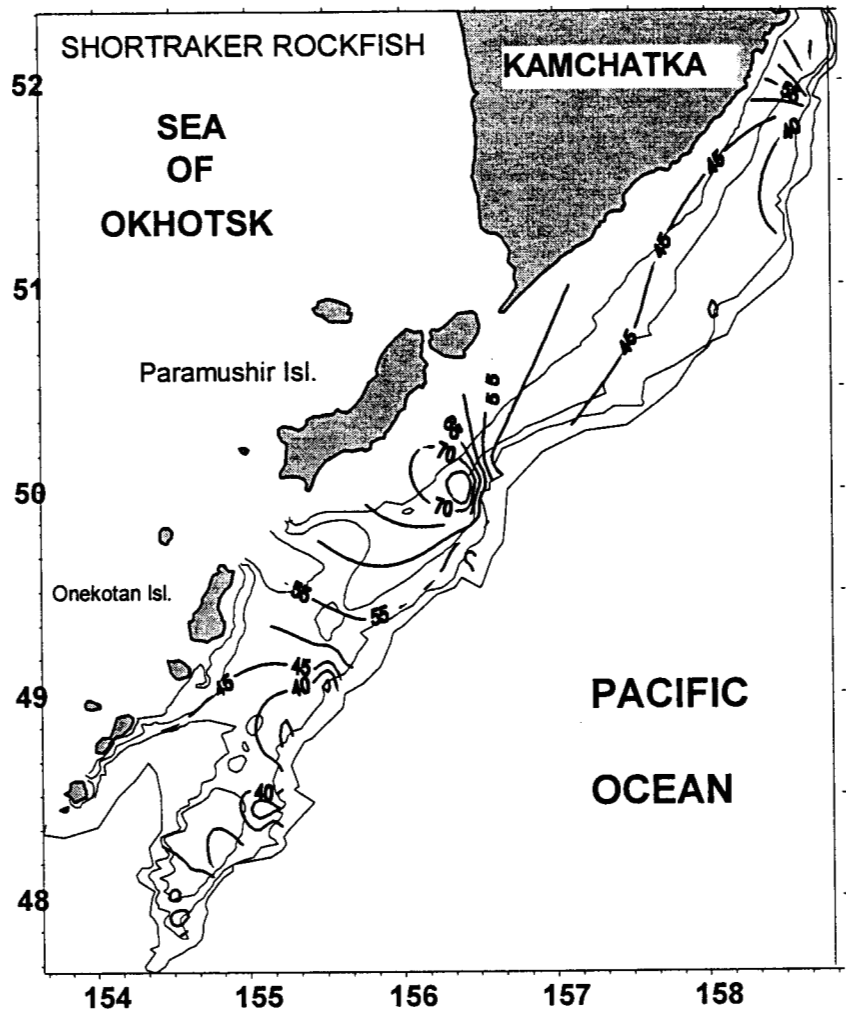 SHORTRAKER ROCKFISH
KAMCHATKA
52
SEA
OF
OKHOTSK
40
45
45
51
45
Paramushir Isl.
70
50
70
Onekotan Isl.
55
55
45
45
40
49
PACIFIC
40
OCEAN
48
154
155
156
157
158